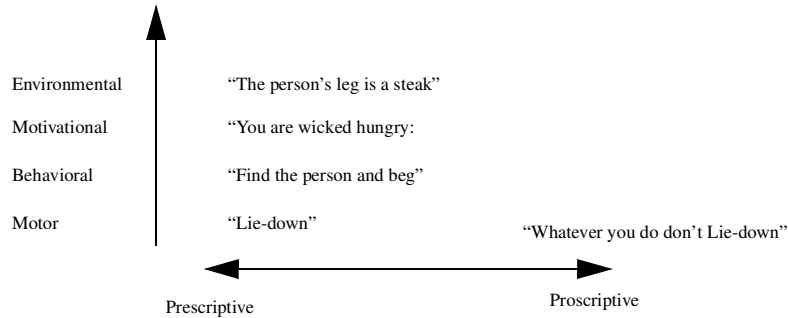 Environmental “The person’s leg is a steak”
Motivational “You are wicked hungry:
Behavioral “Find the person and beg”
Motor “Lie-down”
“Whatever you do don’t Lie-down”
Prescriptive Proscriptive